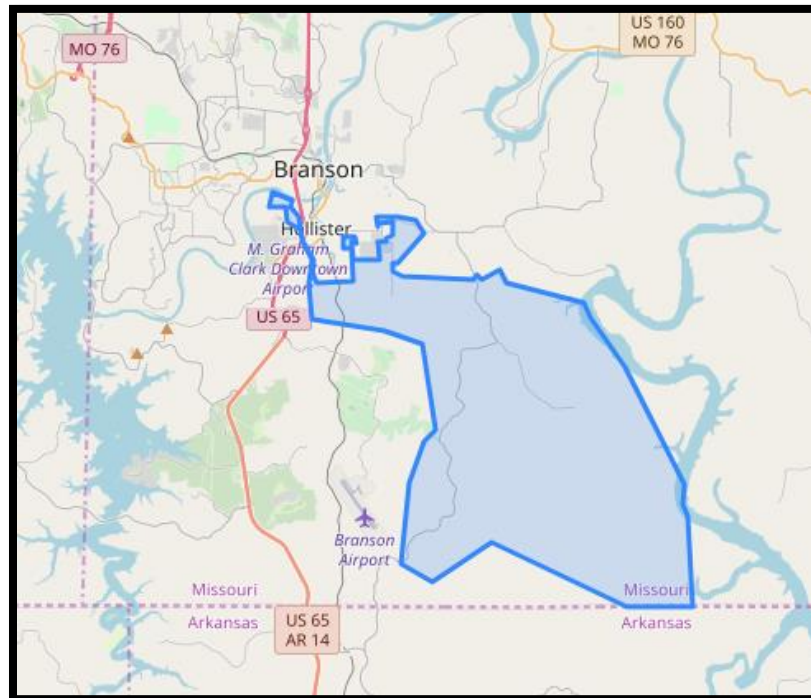 US 160
MO 76
MO 76
Branson
Hollister
M. Graham
Clark Downtown
Airport
US 65
Branson
Airport
Missouri
Missouri
Arkansas
Arkansas
US 65
AR 14